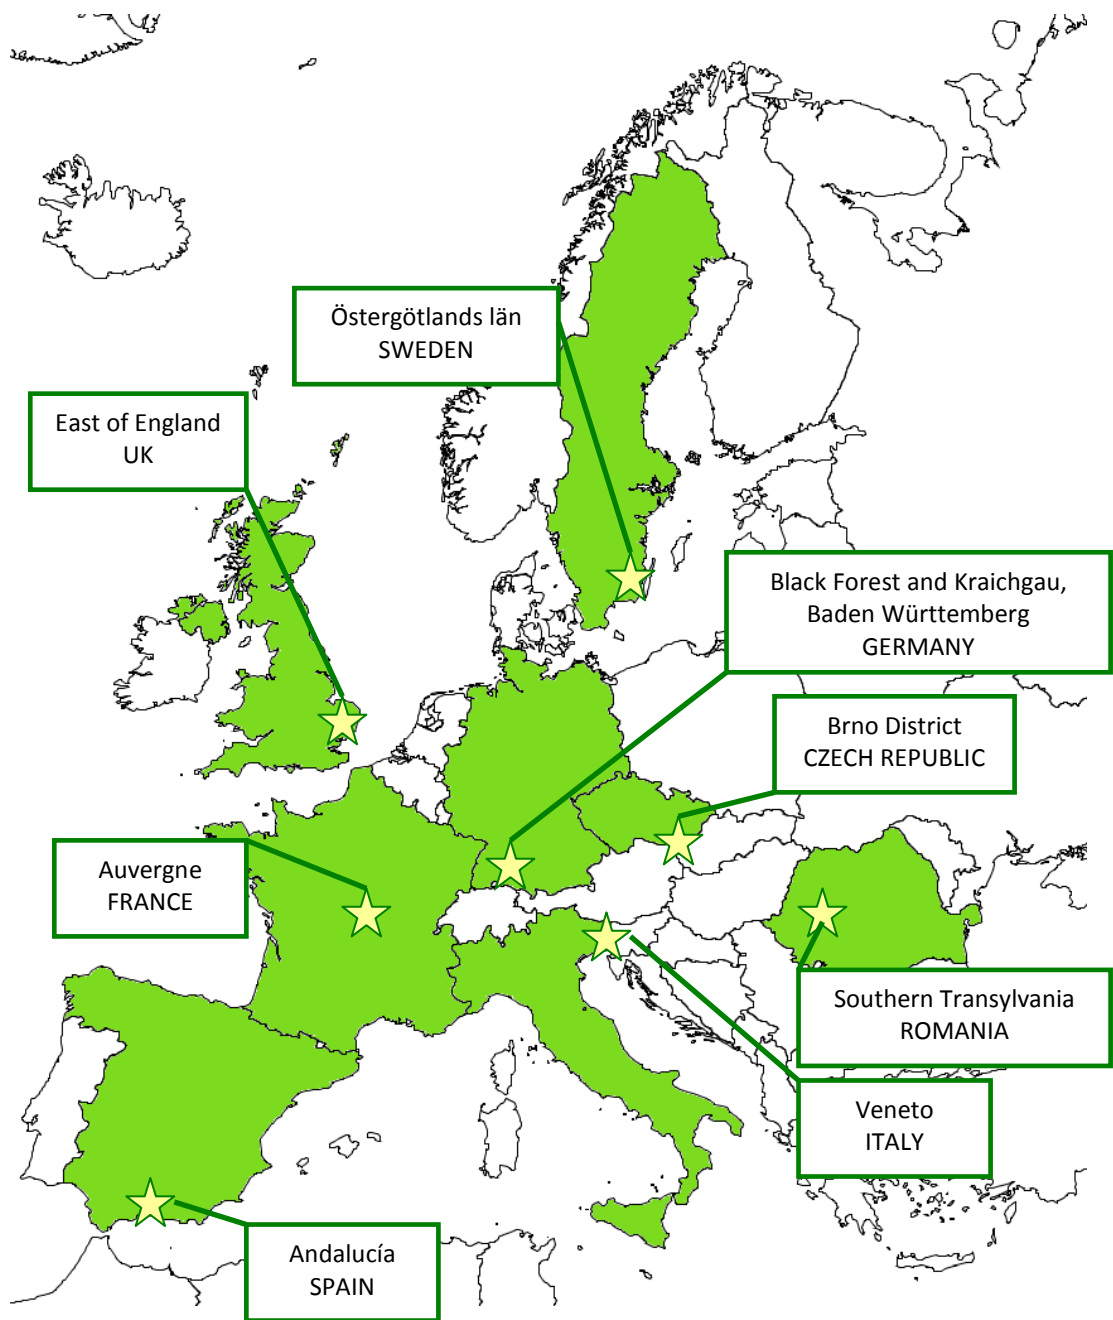 Östergötlands län
SWEDEN
East of England
UK
Black Forest and Kraichgau,
Baden Württemberg
GERMANY
Brno District
CZECH REPUBLIC
Auvergne
FRANCE
Southern Transylvania
ROMANIA
Veneto
ITALY
Andalucía
SPAIN